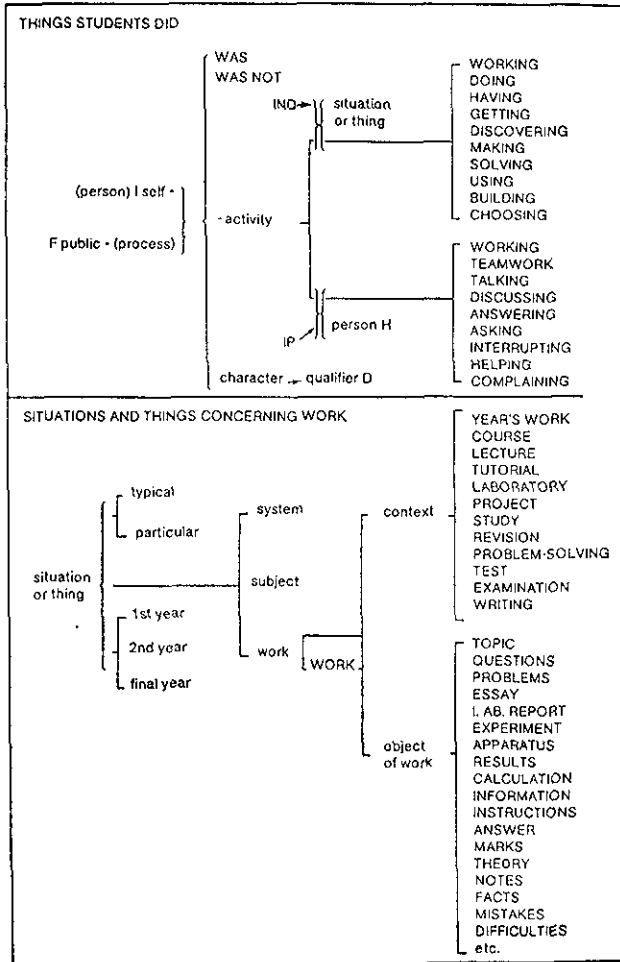 THINGS STUDENTS DID
WAS
WAS NOT
IND
situation
or thing
WORKING
DOING
HAVING
GETTING
DISCOVERING
MAKING
SOLVING
USING
BUILDING
CHOOSING
(person) I self -
F public - (process)
- activity
WORKING
TEAMWORK
TALKING
DISCUSSING
ANSWERING
ASKING
INTERRUPTING
HELPING
COMPLAINING
IP
person H
character → qualifier D
SITUATIONS AND THINGS CONCERNING WORK
situation
or thing
typical
particular
1st year
2nd year
final year
system
subject
work
WORK
context
YEAR'S WORK
COURSE
LECTURE
TUTORIAL
LABORATORY
PROJECT
STUDY
REVISION
PROBLEM-SOLVING
TEST
EXAMINATION
WRITING
object
of work
TOPIC
QUESTIONS
PROBLEMS
ESSAY
LAB. REPORT
EXPERIMENT
APPARATUS
RESULTS
CALCULATION
INFORMATION
INSTRUCTIONS
ANSWER
MARKS
THEORY
NOTES
FACTS
MISTAKES
DIFFICULTIES
etc.